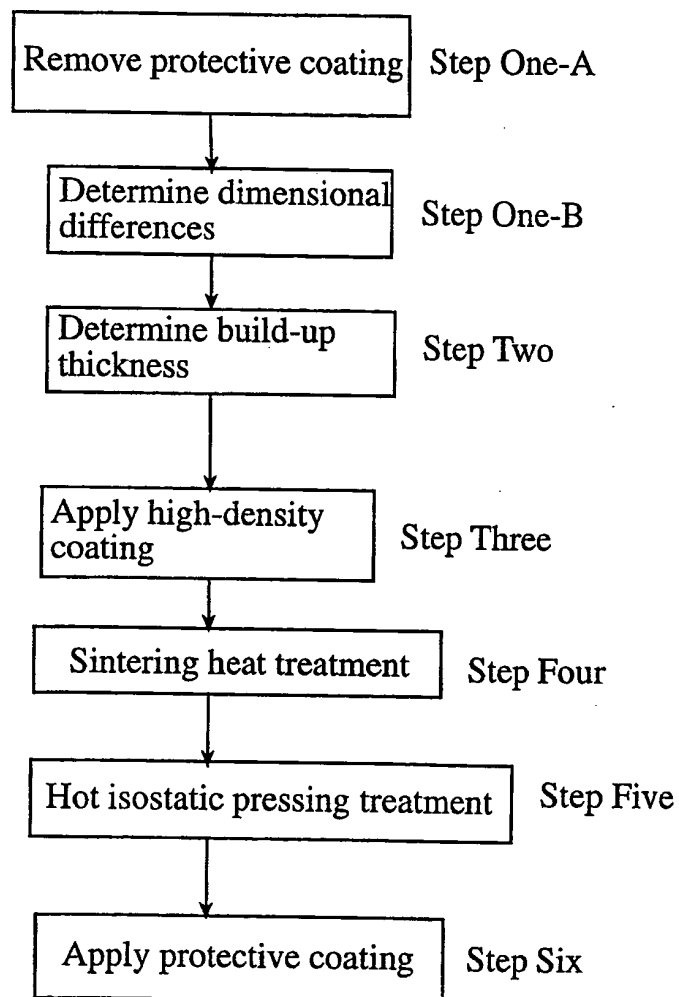 Remove protective coating Step One-A
Determine dimensional
differences
Step One-B
Determine build-up
thickness
Step Two
Apply high-density
coating
Step Three
Sintering heat treatment Step Four
Hot isostatic pressing treatment Step Five
Apply protective coating Step Six